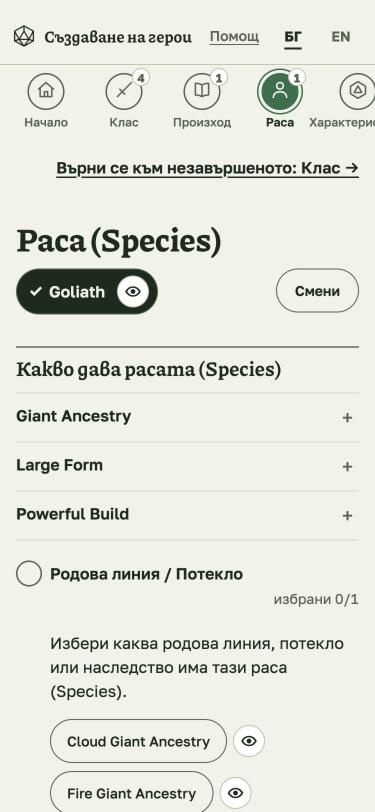 Създаване на герои
Помощ
БГ
EN
4
1
1
Начало
Клас
Произход
Раса
Характерис
Върни се към незавършеното: Клас →
Раса (Species)
✓ Goliath
Смени
Какво дава расата (Species)
Giant Ancestry +
Large Form +
Powerful Build +
Родова линия / Потекло
избрани 0/1
Избери каква родова линия, потекло
или наследство има тази раса
(Species).
Cloud Giant Ancestry
Fire Giant Ancestry